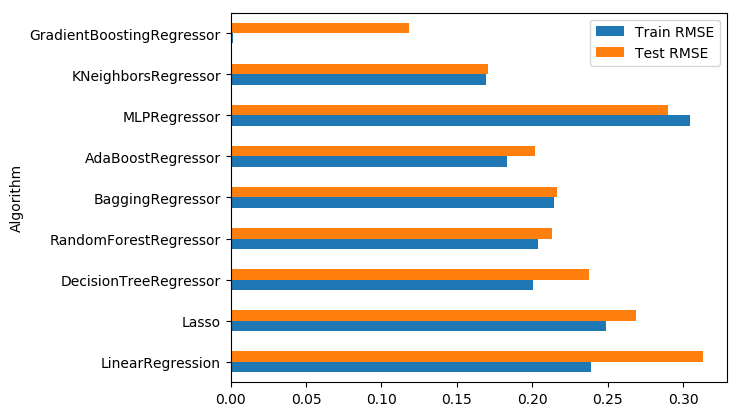 Train RMSE
Test RMSE
Algorithm
GradientBoostingRegressor
KNeighborsRegressor
MLPRegressor
AdaBoostRegressor
BaggingRegressor
RandomForestRegressor
DecisionTreeRegressor
Lasso
LinearRegression
0.00 0.05 0.10 0.15 0.20 0.25 0.30